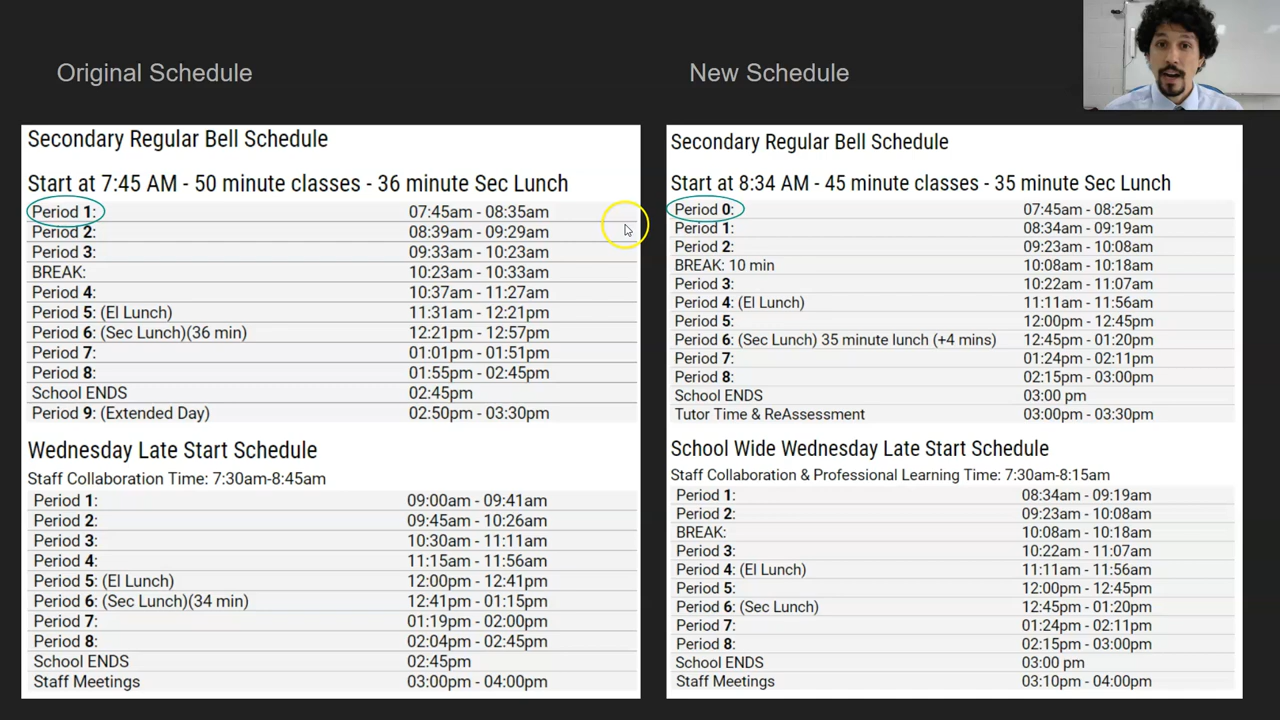 Original Schedule
Secondary Regular Bell Schedule
Start at 7:45 AM - 50 minute classes - 36 minute Sec Lunch
Period 1: 07:45am - 08:35am
Period 2: 08:39am - 09:29am
Period 3: 09:33am - 10:23am
BREAK: 10:23am - 10:33am
Period 4: 10:37am - 11:27am
Period 5: (El Lunch) 11:31am - 12:21pm
Period 6: (Sec Lunch)(36 min) 12:21pm - 12:57pm
Period 7: 01:01pm - 01:51pm
Period 8: 01:55pm - 02:45pm
School ENDS 02:45pm
Period 9: (Extended Day) 02:50pm - 03:30pm
Wednesday Late Start Schedule
Staff Collaboration Time: 7:30am-8:45am
Period 1: 09:00am - 09:41am
Period 2: 09:45am - 10:26am
Period 3: 10:30am - 11:11am
Period 4: 11:15am - 11:56am
Period 5: (El Lunch) 12:00pm - 12:41pm
Period 6: (Sec Lunch)(34 min) 12:41pm - 01:15pm
Period 7: 01:19pm - 02:00pm
Period 8: 02:04pm - 02:45pm
School ENDS 02:45pm
Staff Meetings 03:00pm - 04:00pm
New Schedule
Secondary Regular Bell Schedule
Start at 8:34 AM - 45 minute classes - 35 minute Sec Lunch
Period 0: 07:45am - 08:25am
Period 1: 08:34am - 09:19am
Period 2: 09:23am - 10:08am
BREAK: 10 min 10:08am - 10:18am
Period 3: 10:22am - 11:07am
Period 4: (El Lunch) 11:11am - 11:56am
Period 5: 12:00pm - 12:45pm
Period 6: (Sec Lunch) 35 minute lunch (+4 mins) 12:45pm - 01:20pm
Period 7: 01:24pm - 02:11pm
Period 8: 02:15pm - 03:00pm
School ENDS 03:00 pm
Tutor Time & ReAssessment 03:00pm - 03:30pm
School Wide Wednesday Late Start Schedule
Staff Collaboration & Professional Learning Time: 7:30am-8:15am
Period 1: 08:34am - 09:19am
Period 2: 09:23am - 10:08am
BREAK: 10:08am - 10:18am
Period 3: 10:22am - 11:07am
Period 4: (El Lunch) 11:11am - 11:56am
Period 5: 12:00pm - 12:45pm
Period 6: (Sec Lunch) 12:45pm - 01:20pm
Period 7: 01:24pm - 02:11pm
Period 8: 02:15pm - 03:00pm
School ENDS 03:00 pm
Staff Meetings 03:10pm - 04:00pm